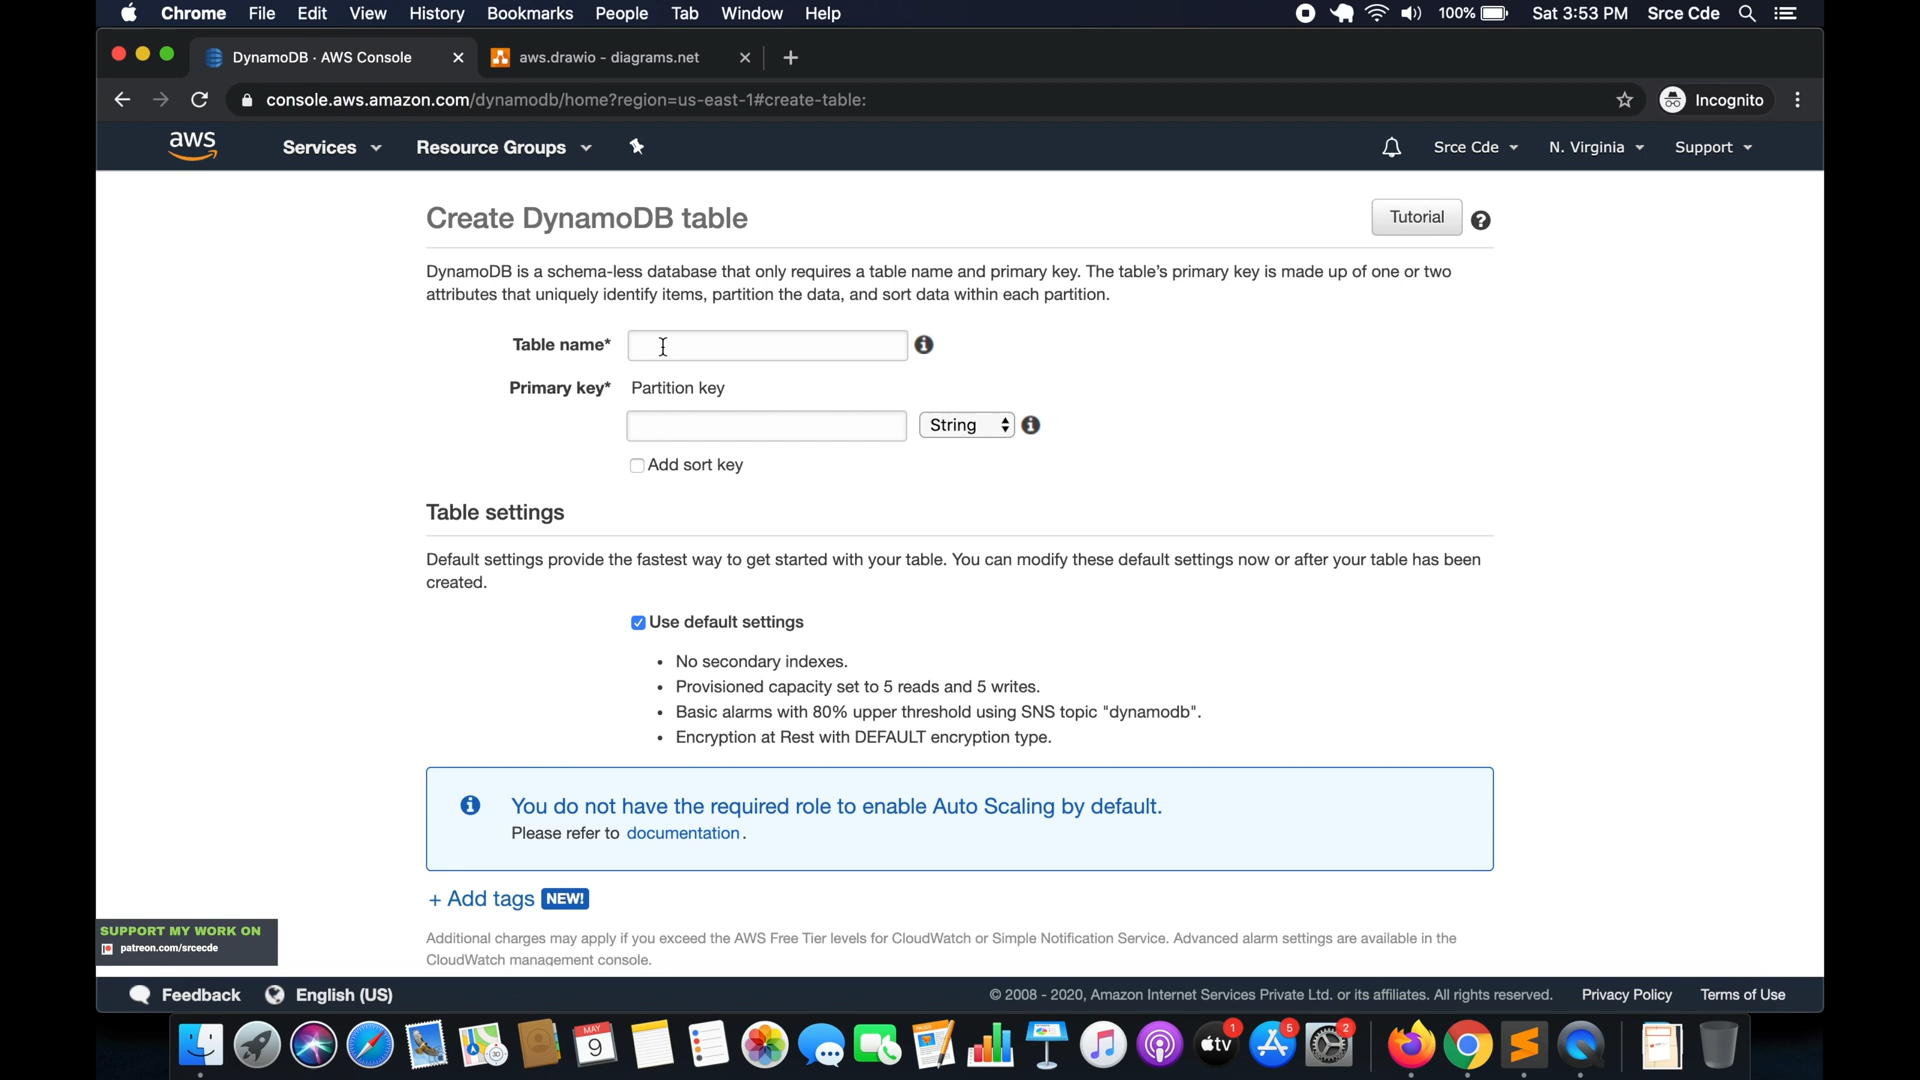 Chrome File Edit View History Bookmarks People Tab Window Help 100% Sat 3:53 PM Srce Cde
DynamoDB · AWS Console aws.drawio - diagrams.net
console.aws.amazon.com/dynamodb/home?region=us-east-1#create-table: Incognito
aws Services Resource Groups Srce Cde N. Virginia Support
Create DynamoDB table Tutorial
DynamoDB is a schema-less database that only requires a table name and primary key. The table's primary key is made up of one or two
attributes that uniquely identify items, partition the data, and sort data within each partition.
Table name*
Primary key* Partition key
String
Add sort key
Table settings
Default settings provide the fastest way to get started with your table. You can modify these default settings now or after your table has been
created.
Use default settings
• No secondary indexes.
• Provisioned capacity set to 5 reads and 5 writes.
• Basic alarms with 80% upper threshold using SNS topic "dynamodb".
• Encryption at Rest with DEFAULT encryption type.
You do not have the required role to enable Auto Scaling by default.
Please refer to documentation.
+ Add tags NEW!
SUPPORT MY WORK ON
patreon.com/srcecde
Additional charges may apply if you exceed the AWS Free Tier levels for CloudWatch or Simple Notification Service. Advanced alarm settings are available in the
CloudWatch management console.
Feedback English (US) © 2008 - 2020, Amazon Internet Services Private Ltd. or its affiliates. All rights reserved. Privacy Policy Terms of Use
MAY
9
tv
1
5
2